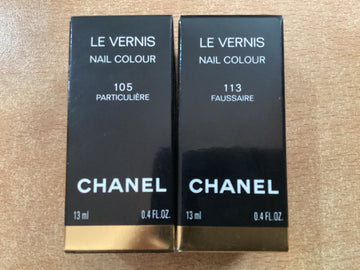 LE VERNIS
NAIL COLOUR
105
PARTICULIÈRE
CHANEL
13 ml 0.4 FL.OZ.
LE VERNIS
NAIL COLOUR
113
FAUSSAIRE
CHANEL
13 ml 0.4 FL.OZ.